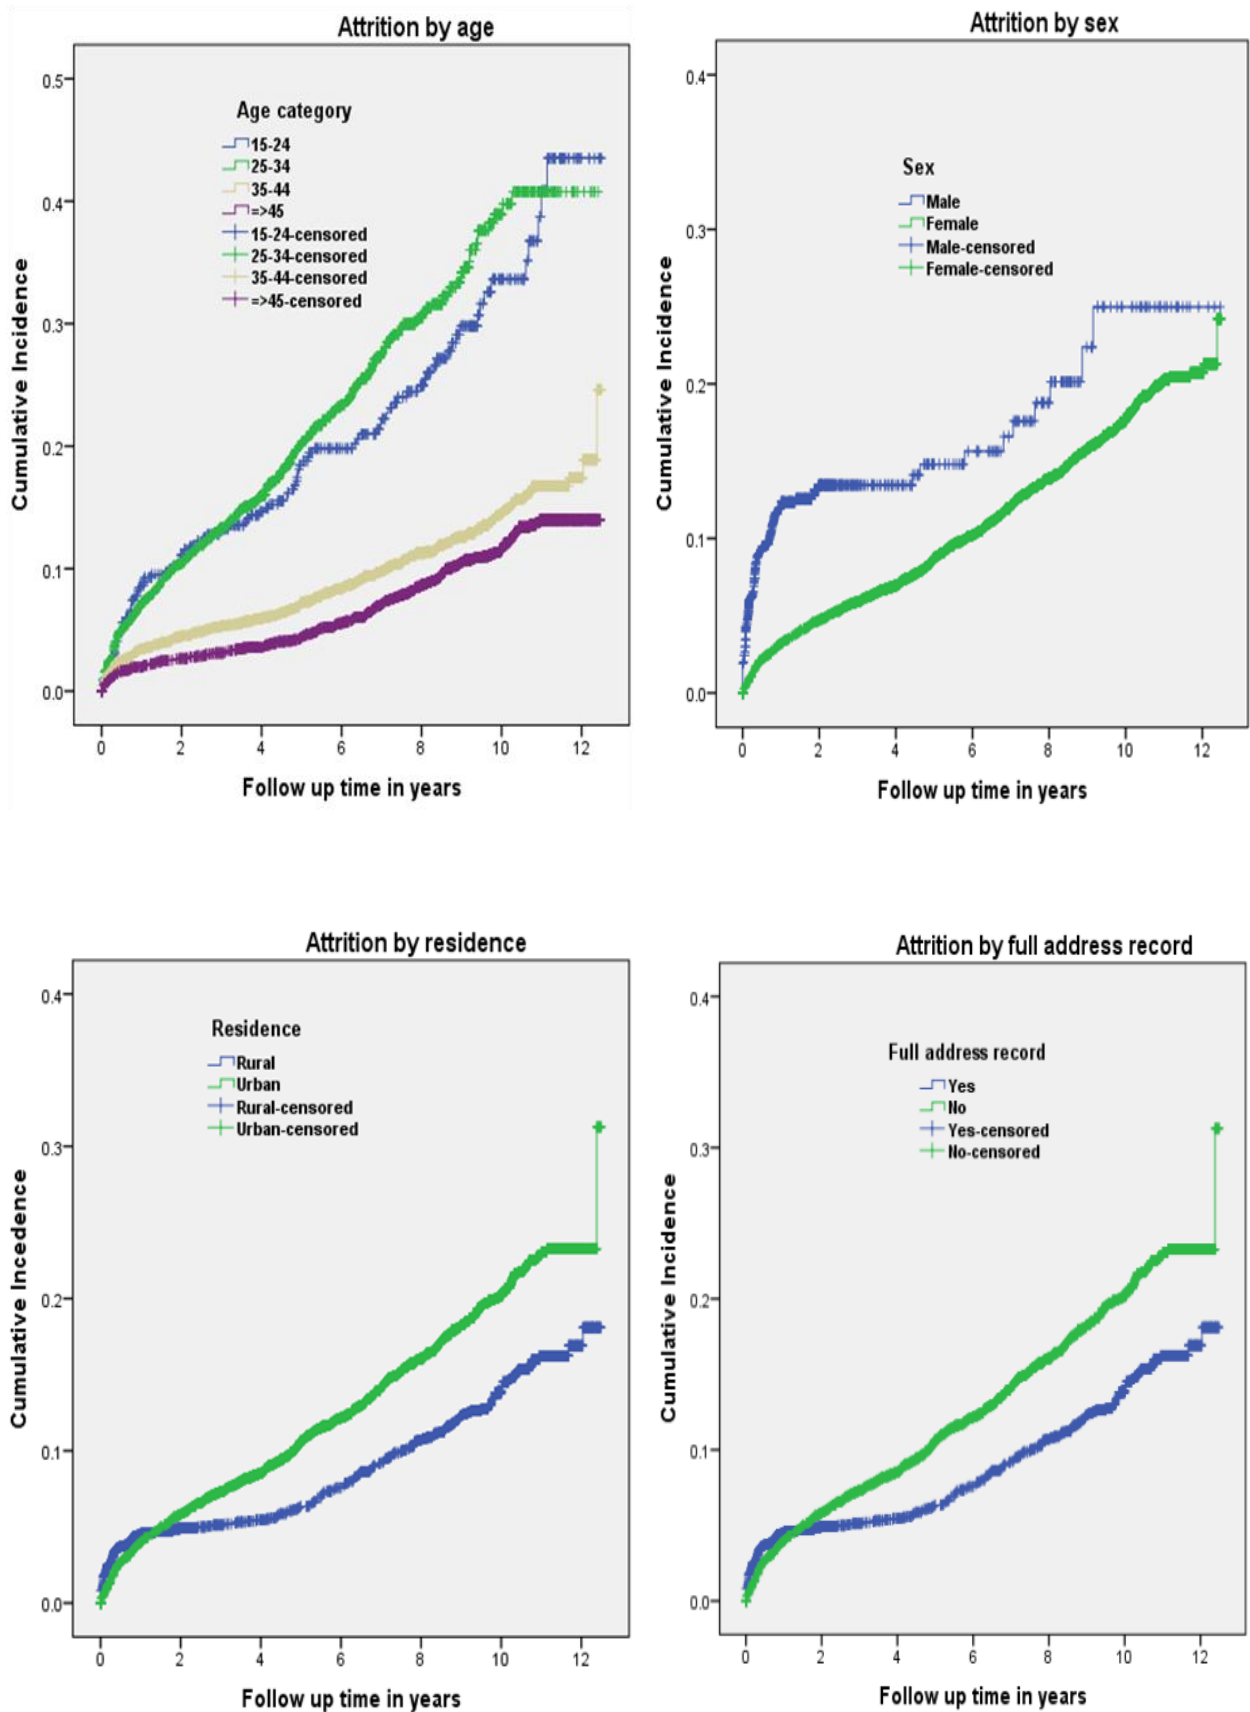 Attrition by age
Age category
15-24
25-34
35-44
=>45
15-24-censored
25-34-censored
35-44-censored
=>45-censored
Cumulative Incidence
0.5
0.4
0.3
0.2
0.1
0.0
0 2 4 6 8 10 12
Follow up time in years
Attrition by sex
Sex
Male
Female
Male-censored
Female-censored
Cumulative Incidence
0.4
0.3
0.2
0.1
0.0
0 2 4 6 8 10 12
Follow up time in years
Attrition by residence
Residence
Rural
Urban
Rural-censored
Urban-censored
Cumulative Incedence
0.4
0.3
0.2
0.1
0.0
0 2 4 6 8 10 12
Follow up time in years
Attrition by full address record
Full address record
Yes
No
Yes-censored
No-censored
Cumulative Incidence
0.4
0.3
0.2
0.1
0.0
0 2 4 6 8 10 12
Follow up time in years